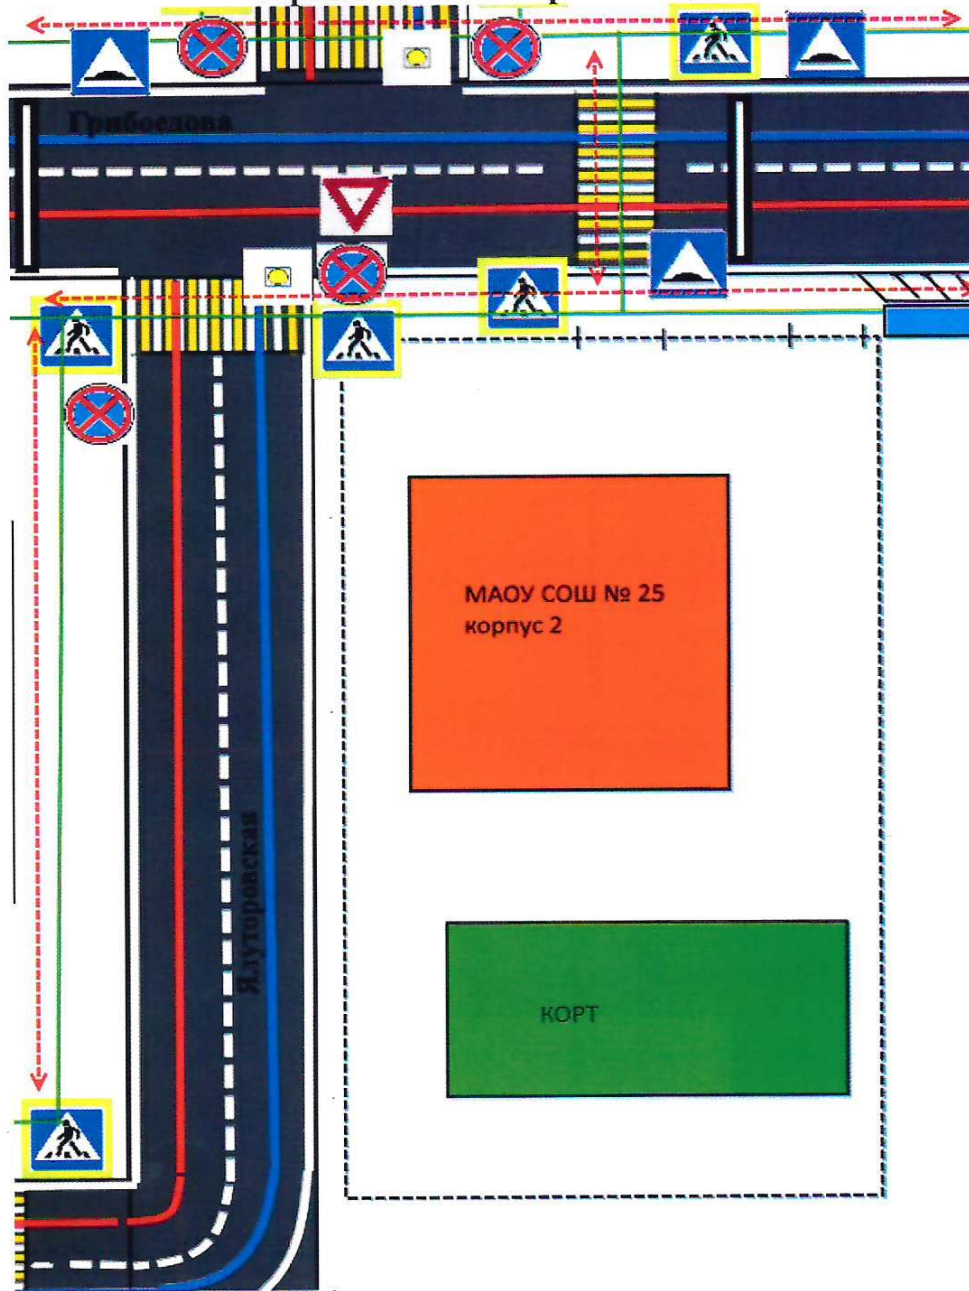 Грибоедова
МАОУ СОШ № 25
корпус 2
Ялуторовская
КОРТ